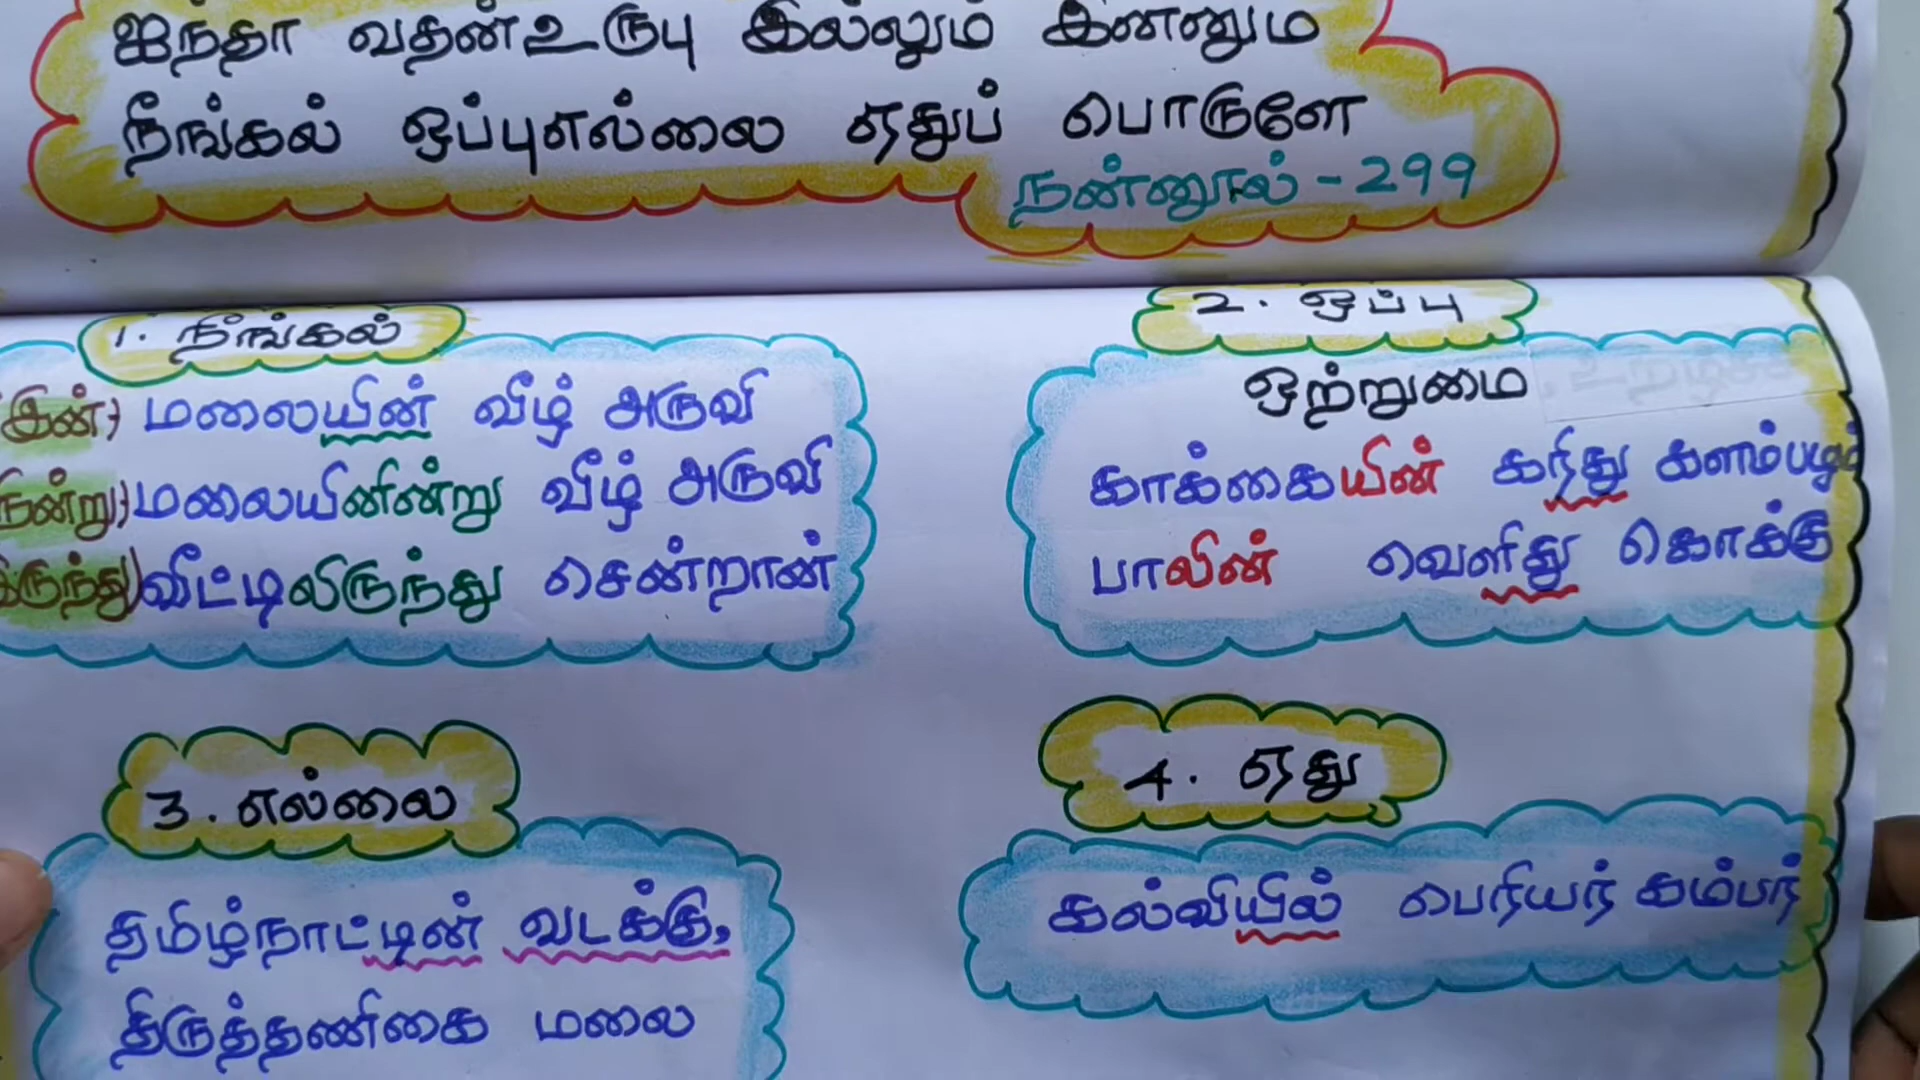 ஐந்தா வதன்உருபு இல்லும் இன்னும்
நீங்கல் ஒப்புஎல்லை ஏதுப் பொருளே
நன்னூல் - 299
1. நீங்கல்
இன்) மலையின் வீழ் அருவி
நின்று) மலையினின்று வீழ் அருவி
இருந்து) வீட்டிலிருந்து சென்றான்
2. ஒப்பு
ஒற்றுமை
காக்கையின் கரிது களம்பழம்
பாலின் வெளிது கொக்கு
3. எல்லை
தமிழ்நாட்டின் வடக்கு,
திருத்தணிகை மலை
4. ஏது
கல்வியில் பெரியர் கம்பர்